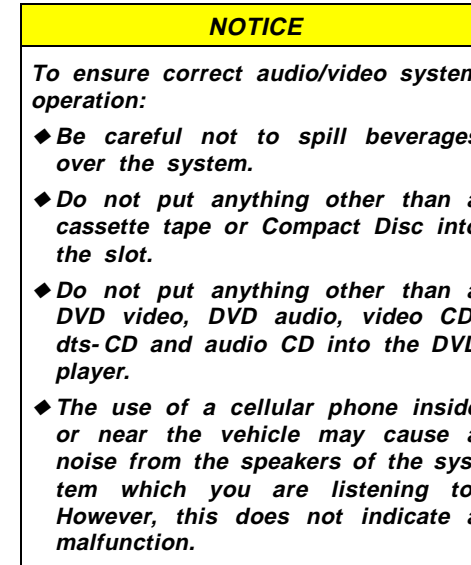 NOTICE
To ensure correct audio/video system
operation:
◆ Be careful not to spill beverages
over the system.
◆ Do not put anything other than a
cassette tape or Compact Disc into
the slot.
◆ Do not put anything other than a
DVD video, DVD audio, video CD,
dts-CD and audio CD into the DVD
player.
◆ The use of a cellular phone inside
or near the vehicle may cause a
noise from the speakers of the sys
tem which you are listening to.
However, this does not indicate a
malfunction.